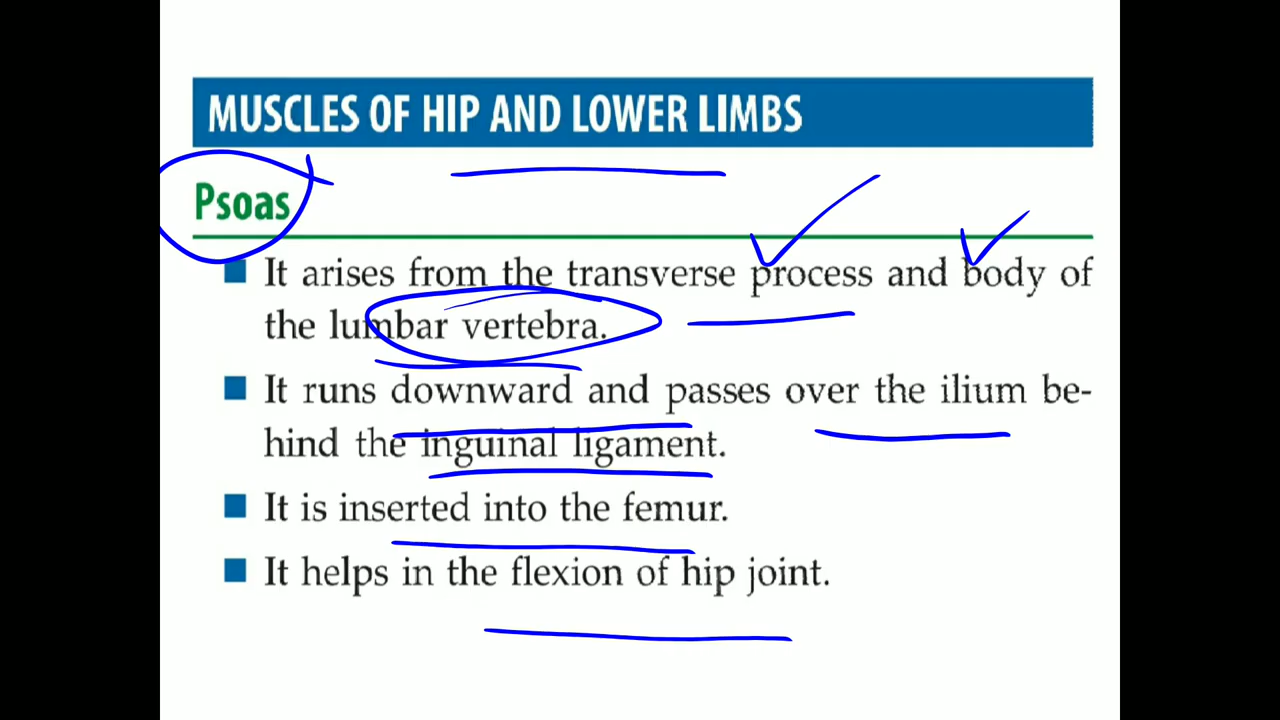 MUSCLES OF HIP AND LOWER LIMBS
Psoas
■ It arises from the transverse process and body of
the lumbar vertebra.
■ It runs downward and passes over the ilium be-
hind the inguinal ligament.
■ It is inserted into the femur.
■ It helps in the flexion of hip joint.